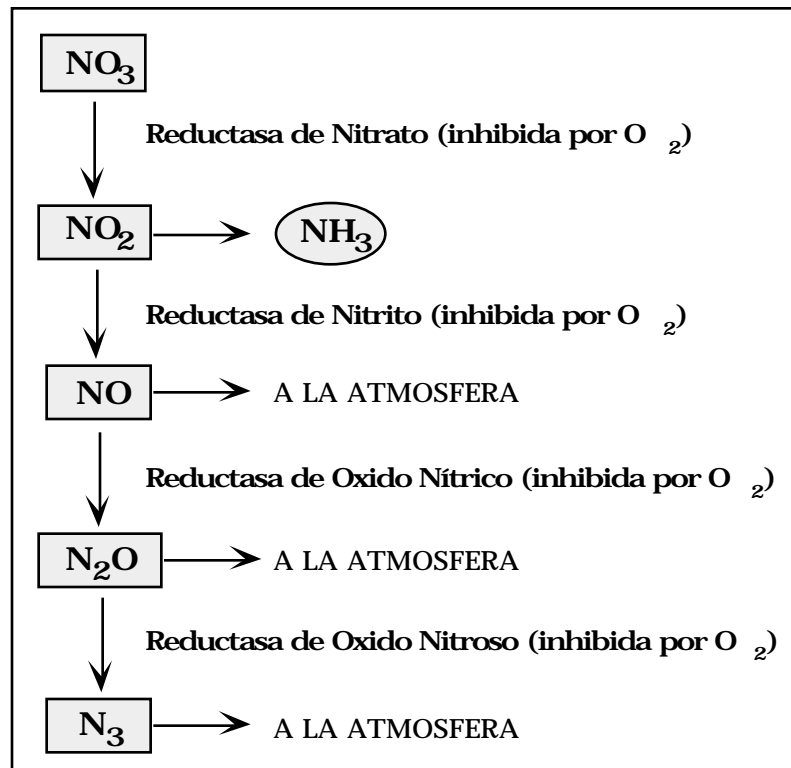 NO3
Reductasa de Nitrato (inhibida por O 2)
NO2 NH3
Reductasa de Nitrito (inhibida por O 2)
NO A LA ATMOSFERA
Reductasa de Oxido Nítrico (inhibida por O 2)
N2O A LA ATMOSFERA
Reductasa de Oxido Nitroso (inhibida por O 2)
N3 A LA ATMOSFERA